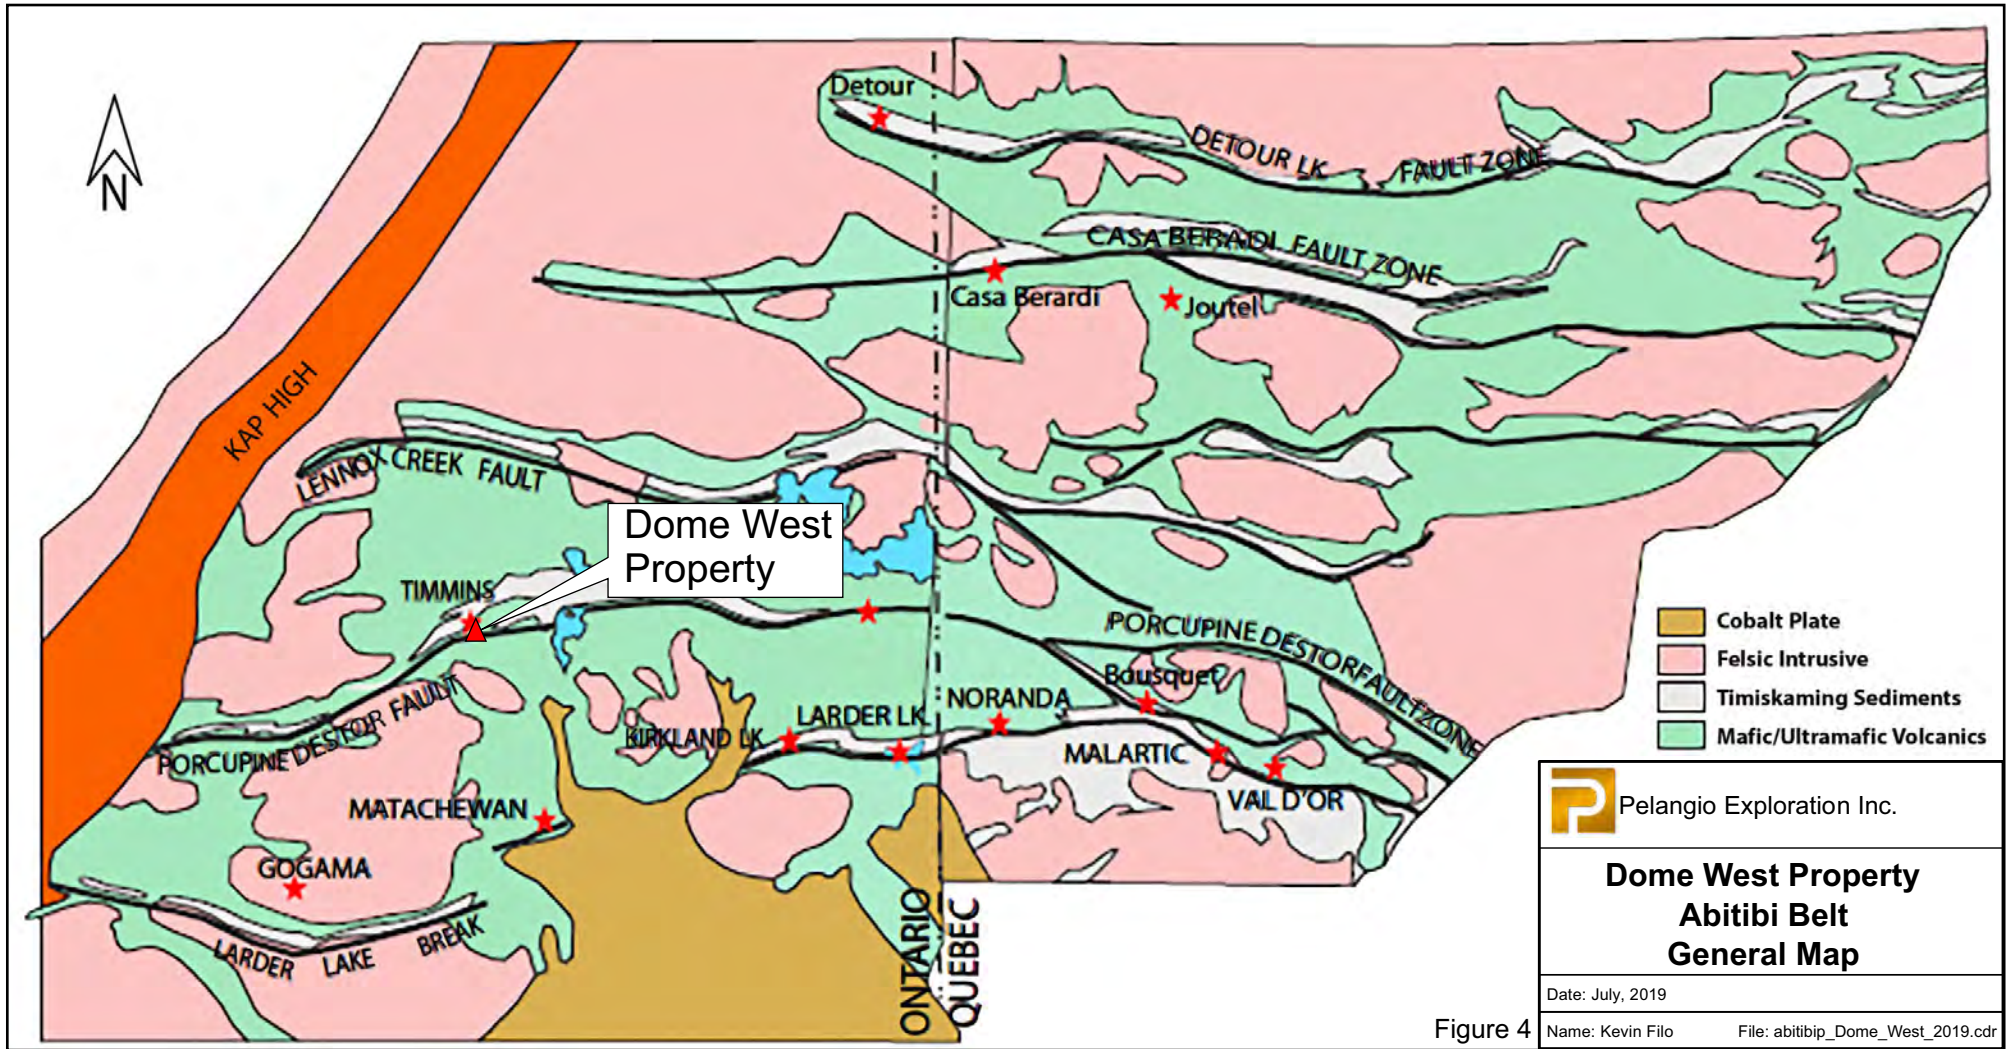 Detour
N
DETOUR LK FAULT ZONE
CASA BERADI FAULT ZONE
Casa Berardi
Joutel
KAP HIGH
LENNOX CREEK FAULT
Dome West
Property
TIMMINS
PORCUPINE DESTOR FAULT ZONE
Bousquet
NORANDA
LARDER LK
KIRKLAND LK
MALARTIC
VAL D'OR
PORCUPINE DESTOR FAULT
MATACHEWAN
GOGAMA
LARDER LAKE BREAK
ONTARIO
QUEBEC
Cobalt Plate
Felsic Intrusive
Timiskaming Sediments
Mafic/Ultramafic Volcanics
Pelangio Exploration Inc.
Dome West Property
Abitibi Belt
General Map
Date: July, 2019
Figure 4
Name: Kevin Filo File: abitibip_Dome_West_2019.cdr